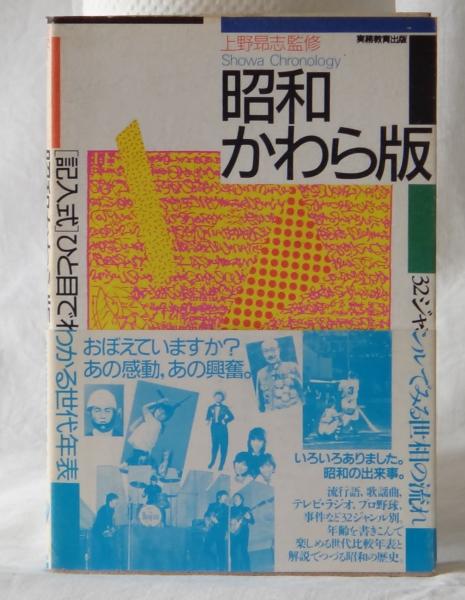 実務教育出版
上野昂志監修
Showa Chronology
昭和
かわら版
[記入式]ひと目でわかる世代年表
32ジャンルでみる世相の流れ
おぼえていますか?
あの感動,あの興奮。
いろいろありました。
昭和の出来事。
流行語、歌謡曲、
テレビ・ラジオ、プロ野球、
事件など32ジャンル別。
年齢を書きこんで
楽しめる世代比較年表と
解説でつづる昭和の歴史。